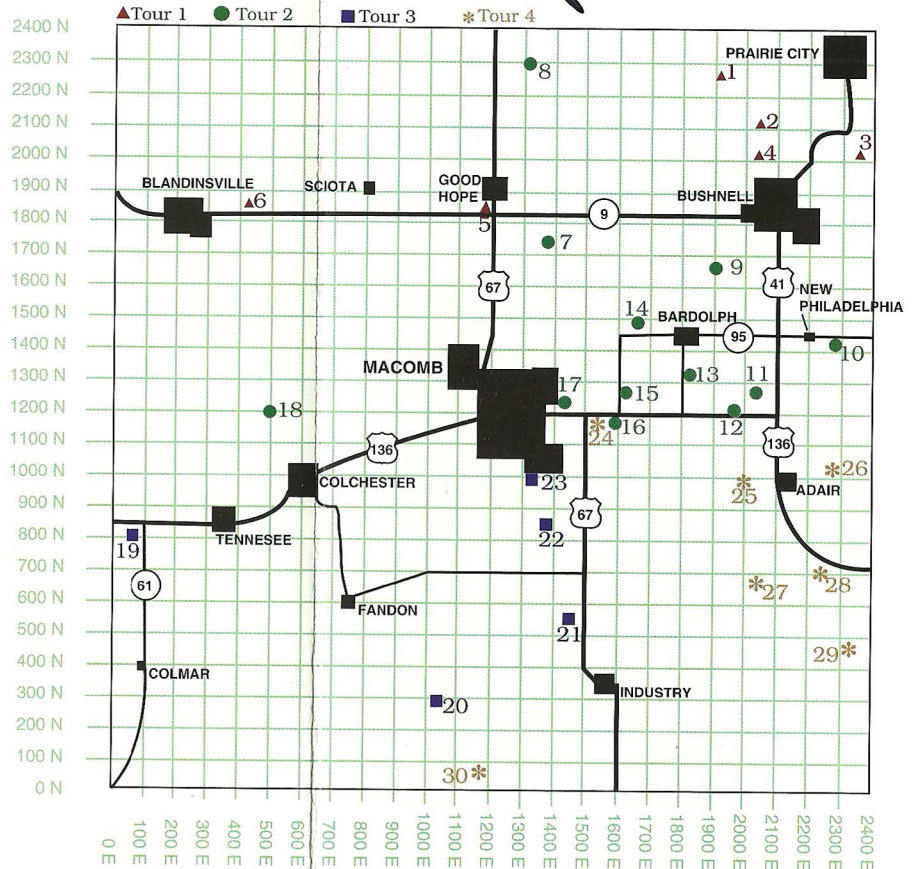 Tour 1 Tour 2 Tour 3 Tour 4
2400 N
2300 N
2200 N
2100 N
2000 N
1900 N
1800 N
1700 N
1600 N
1500 N
1400 N
1300 N
1200 N
1100 N
1000 N
900 N
800 N
700 N
600 N
500 N
400 N
300 N
200 N
100 N
0 N
8
PRAIRIE CITY
1
2
4
3
BLANDINSVILLE
6
SCIOTA
GOOD
HOPE
5
BUSHNELL
9
7
9
67
41
NEW
PHILADELPHIA
14
BARDOLPH
95
10
MACOMB
17
13
11
15
12
18
16
24
136
136
COLCHESTER
23
25
26
ADAIR
TENNESEE
19
22
67
61
FANDON
27
28
21
29
COLMAR
INDUSTRY
20
30
0 E
100 E
200 E
300 E
400 E
500 E
600 E
700 E
800 E
900 E
1000 E
1100 E
1200 E
1300 E
1400 E
1500 E
1600 E
1700 E
1800 E
1900 E
2000 E
2100 E
2200 E
2300 E
2400 E